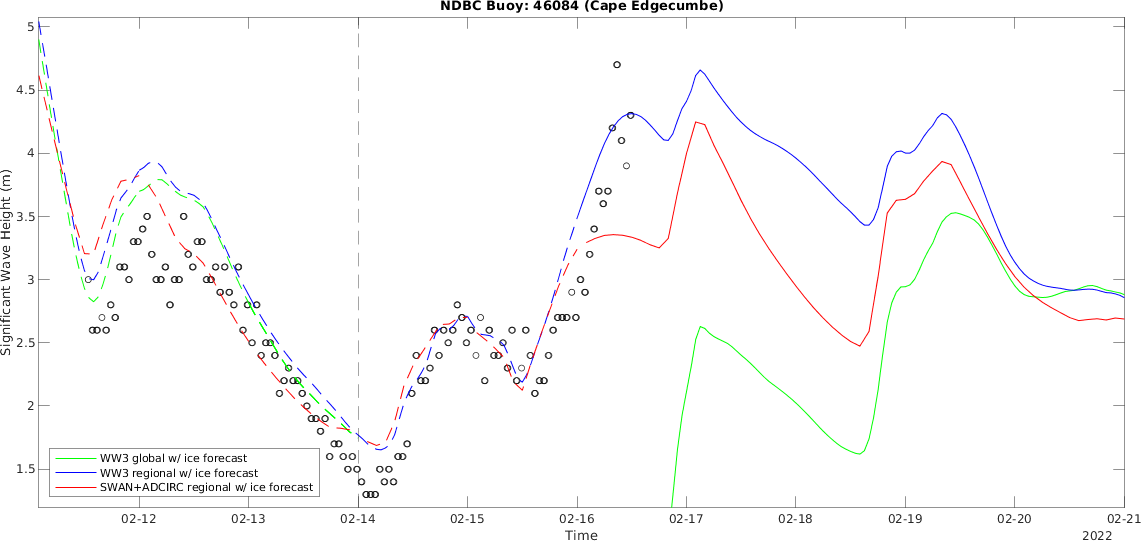 NDBC Buoy: 46084 (Cape Edgecumbe)
5
4.5
4
3.5
3
2.5
2
1.5
Significant Wave Height (m)
WW3 global w/ ice forecast
WW3 regional w/ ice forecast
SWAN+ADCIRC regional w/ ice forecast
02-12 02-13 02-14 02-15 02-16 02-17 02-18 02-19 02-20 02-21
Time
2022